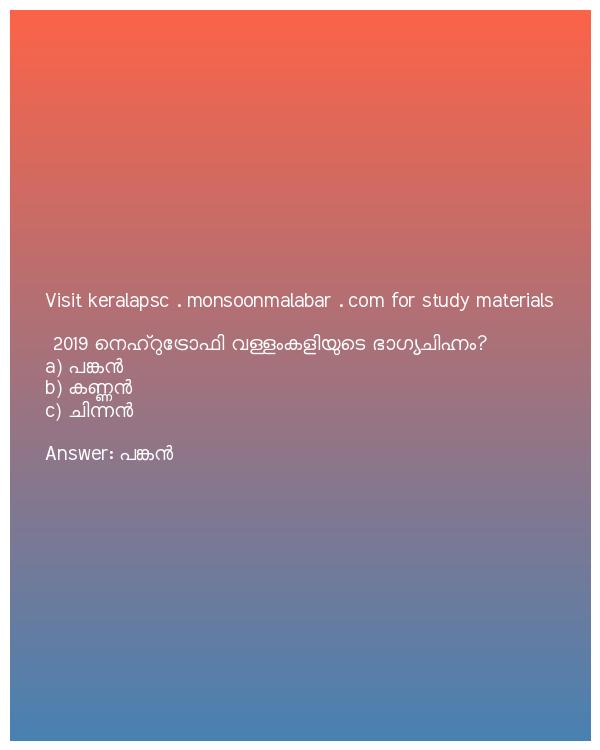 Visit keralapsc . monsoonmalabar . com for study materials
2019 നെഹ്റുട്രോഫി വള്ളംകളിയുടെ ഭാഗ്യചിഹ്നം?
a) പങ്കൻ
b) കണ്ണൻ
c) ചിന്നൻ
Answer: പങ്കൻ